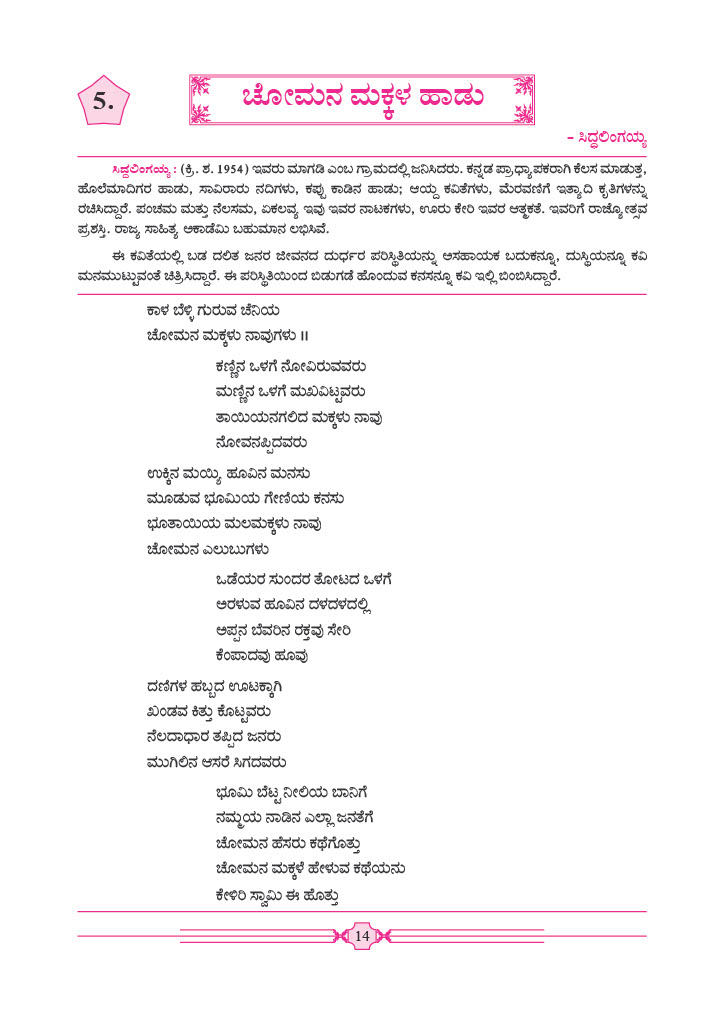 5.
ಚೋಮನ ಮಕ್ಕಳ ಹಾಡು
– ಸಿದ್ಧಲಿಂಗಯ್ಯ
ಸಿದ್ಧಲಿಂಗಯ್ಯ : (ಕ್ರಿ. ಶ. 1954) ಇವರು ಮಾಗಡಿ ಎಂಬ ಗ್ರಾಮದಲ್ಲಿ ಜನಿಸಿದರು. ಕನ್ನಡ ಪ್ರಾಧ್ಯಾಪಕರಾಗಿ ಕೆಲಸ ಮಾಡುತ್ತ,
ಹೊಲೆಮಾದಿಗರ ಹಾಡು, ಸಾವಿರಾರು ನದಿಗಳು, ಕಪ್ಪು ಕಾಡಿನ ಹಾಡು; ಆಯ್ದ ಕವಿತೆಗಳು, ಮೆರವಣಿಗೆ ಇತ್ಯಾದಿ ಕೃತಿಗಳನ್ನು
ರಚಿಸಿದ್ದಾರೆ. ಪಂಚಮ ಮತ್ತು ನೆಲಸಮ, ಏಕಲವ್ಯ ಇವು ಇವರ ನಾಟಕಗಳು, ಊರು ಕೇರಿ ಇವರ ಆತ್ಮಕತೆ. ಇವರಿಗೆ ರಾಜ್ಯೋತ್ಸವ
ಪ್ರಶಸ್ತಿ. ರಾಜ್ಯ ಸಾಹಿತ್ಯ ಅಕಾಡೆಮಿ ಬಹುಮಾನ ಲಭಿಸಿವೆ.
ಈ ಕವಿತೆಯಲ್ಲಿ ಬಡ ದಲಿತ ಜನರ ಜೀವನದ ದುರ್ಧರ ಪರಿಸ್ಥಿತಿಯನ್ನು ಅಸಹಾಯಕ ಬದುಕನ್ನೂ, ದುಸ್ಥಿಯನ್ನೂ ಕವಿ
ಮನಮುಟ್ಟುವಂತೆ ಚಿತ್ರಿಸಿದ್ದಾರೆ. ಈ ಪರಿಸ್ಥಿತಿಯಿಂದ ಬಿಡುಗಡೆ ಹೊಂದುವ ಕನಸನ್ನೂ ಕವಿ ಇಲ್ಲಿ ಬಿಂಬಿಸಿದ್ದಾರೆ.
ಕಾಳ ಬೆಳ್ಳಿ ಗುರುವ ಚೆನಿಯ
ಚೋಮನ ಮಕ್ಕಳು ನಾವುಗಳು ॥
ಕಣ್ಣಿನ ಒಳಗೆ ನೋವಿರುವವರು
ಮಣ್ಣಿನ ಒಳಗೆ ಮುಖವಿಟ್ಟವರು
ತಾಯಿಯನಗಲಿದ ಮಕ್ಕಳು ನಾವು
ನೋವನಪ್ಪಿದವರು
ಉಕ್ಕಿನ ಮಯ್ಯಿ ಹೂವಿನ ಮನಸು
ಮೂಡುವ ಭೂಮಿಯ ಗೇಣಿಯ ಕನಸು
ಭೂತಾಯಿಯ ಮಲಮಕ್ಕಳು ನಾವು
ಚೋಮನ ಎಲುಬುಗಳು
ಒಡೆಯರ ಸುಂದರ ತೋಟದ ಒಳಗೆ
ಅರಳುವ ಹೂವಿನ ದಳದಳದಲ್ಲಿ
ಅಪ್ಪನ ಬೆವರಿನ ರಕ್ತವು ಸೇರಿ
ಕೆಂಪಾದವು ಹೂವು
ದಣಿಗಳ ಹಬ್ಬದ ಊಟಕ್ಕಾಗಿ
ಖಂಡವ ಕಿತ್ತು ಕೊಟ್ಟವರು
ನೆಲದಾಧಾರ ತಪ್ಪಿದ ಜನರು
ಮುಗಿಲಿನ ಆಸರೆ ಸಿಗದವರು
ಭೂಮಿ ಬೆಟ್ಟ ನೀಲಿಯ ಬಾನಿಗೆ
ನಮ್ಮಯ ನಾಡಿನ ಎಲ್ಲಾ ಜನತೆಗೆ
ಚೋಮನ ಹೆಸರು ಕಥೆಗೊತ್ತು
ಚೋಮನ ಮಕ್ಕಳೆ ಹೇಳುವ ಕಥೆಯನು
ಕೇಳಿರಿ ಸ್ವಾಮಿ ಈ ಹೊತ್ತು
14